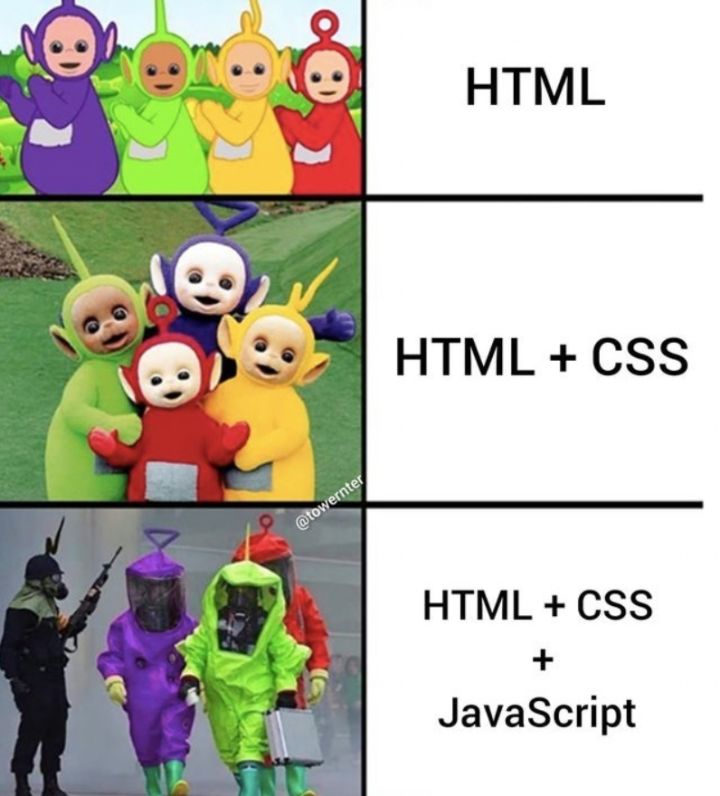 HTML
HTML + CSS
@towernter
HTML + CSS
+
JavaScript